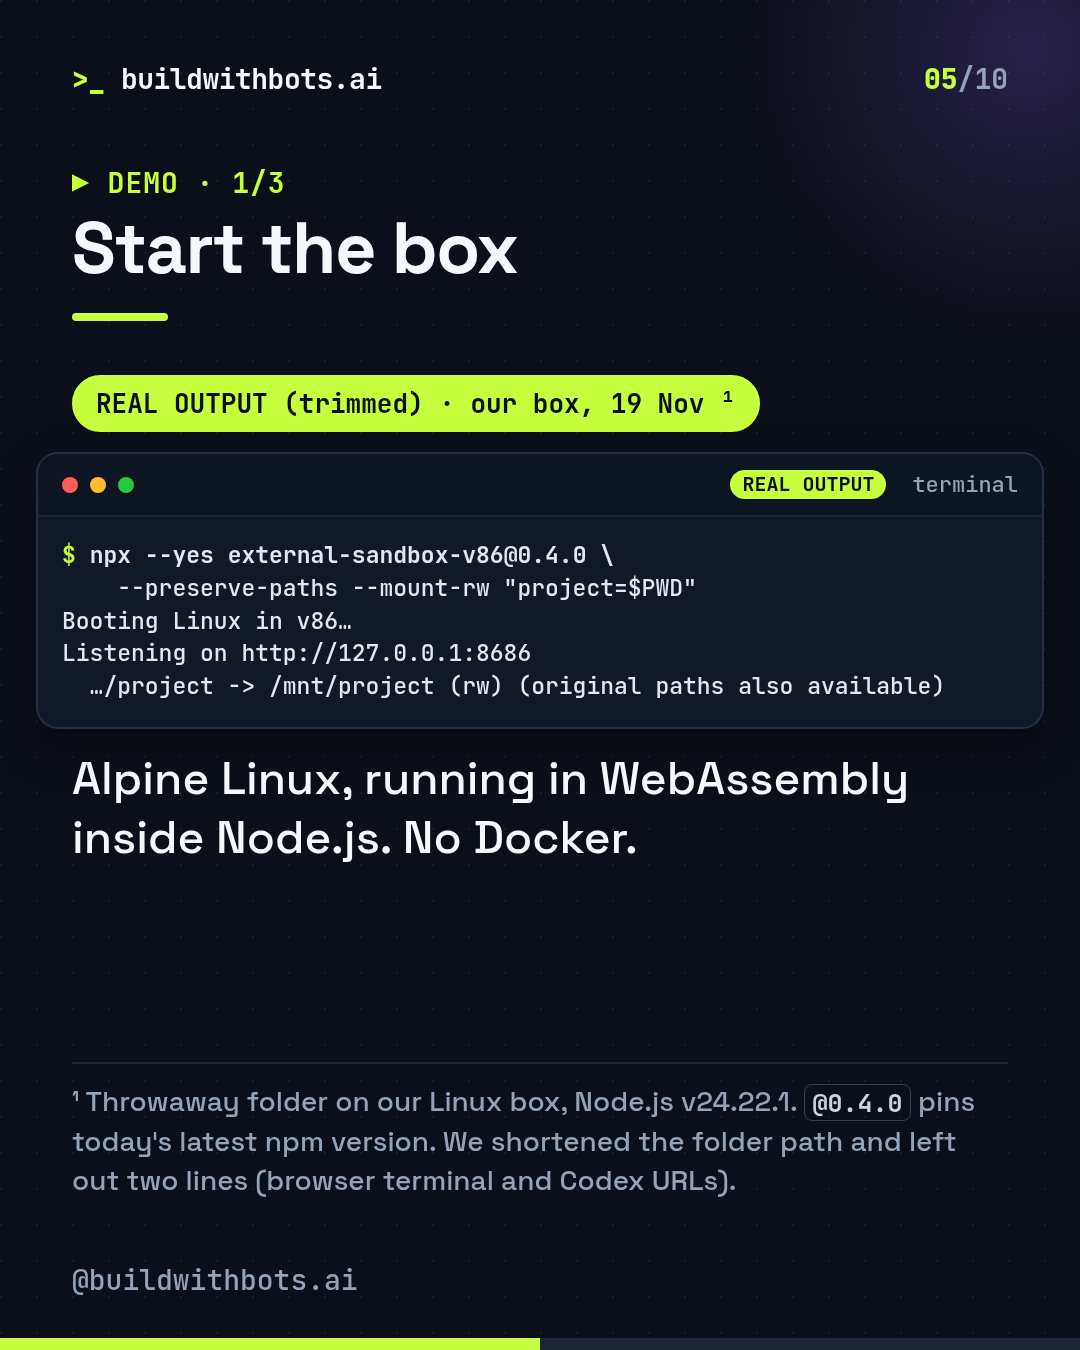 >_ buildwithbots.ai
05/10
▶ DEMO · 1/3
Start the box
REAL OUTPUT (trimmed) · our box, 19 Nov ¹
REAL OUTPUT terminal
$ npx --yes external-sandbox-v86@0.4.0 \
    --preserve-paths --mount-rw "project=$PWD"
Booting Linux in v86…
Listening on http://127.0.0.1:8686
  …/project -> /mnt/project (rw) (original paths also available)
Alpine Linux, running in WebAssembly
inside Node.js. No Docker.
¹ Throwaway folder on our Linux box, Node.js v24.22.1. @0.4.0 pins
today's latest npm version. We shortened the folder path and left
out two lines (browser terminal and Codex URLs).
@buildwithbots.ai